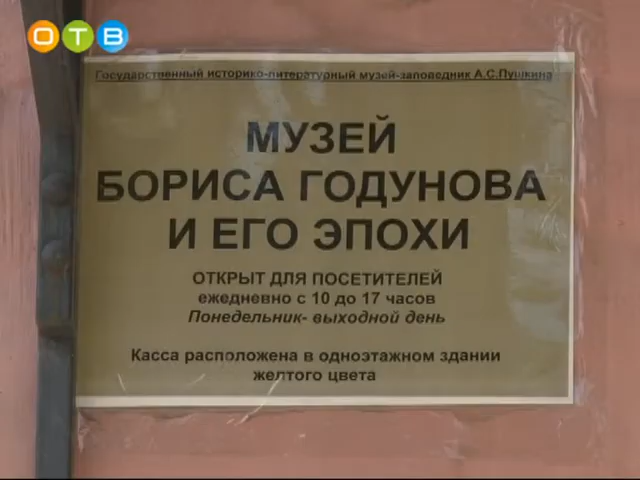 ОТВ
Государственный историко-литературный музей-заповедник А.С.Пушкина
МУЗЕЙ
БОРИСА ГОДУНОВА
И ЕГО ЭПОХИ
ОТКРЫТ ДЛЯ ПОСЕТИТЕЛЕЙ
ежедневно с 10 до 17 часов
Понедельник- выходной день
Касса расположена в одноэтажном здании
желтого цвета